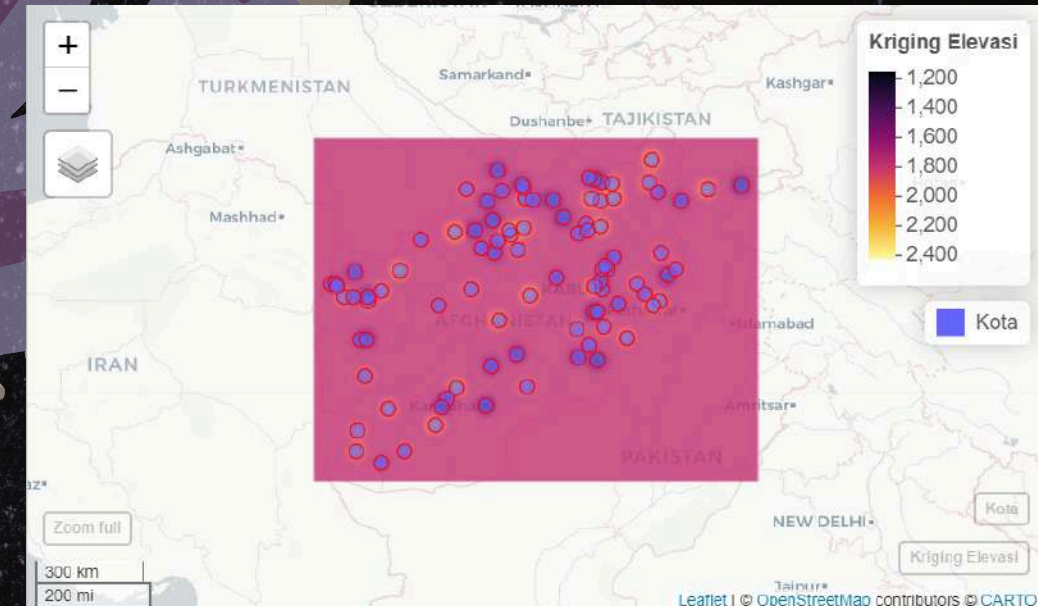 +
−
TURKMENISTAN
Samarkand
Kashgar
Dushanbe
TAJIKISTAN
Ashgabat
Mashhad
Kriging Elevasi
1,200
1,400
1,600
1,800
2,000
2,200
2,400
Kota
AFGHANISTAN
Islamabad
IRAN
Amritsar
PAKISTAN
NEW DELHI
Kota
Zoom full
Kriging Elevasi
300 km
200 mi
Jaipur
Leaflet | © OpenStreetMap contributors © CARTO